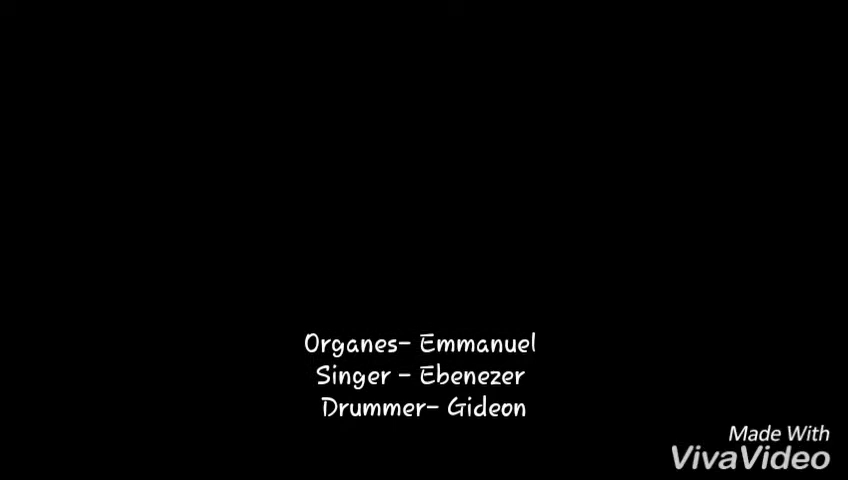 Organes- Emmanuel
Singer - Ebenezer
Drummer- Gideon
Made With
VivaVideo